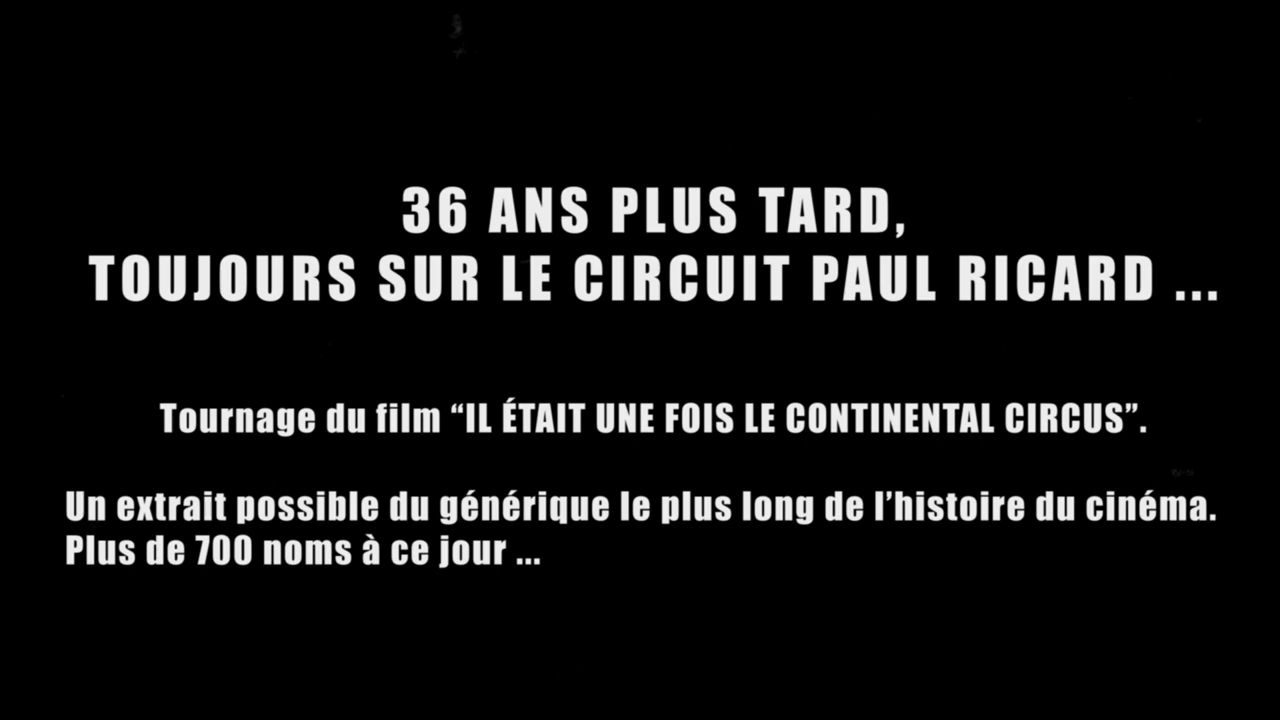 36 ANS PLUS TARD,
TOUJOURS SUR LE CIRCUIT PAUL RICARD ...
Tournage du film “IL ÉTAIT UNE FOIS LE CONTINENTAL CIRCUS”.
Un extrait possible du générique le plus long de l’histoire du cinéma.
Plus de 700 noms à ce jour ...